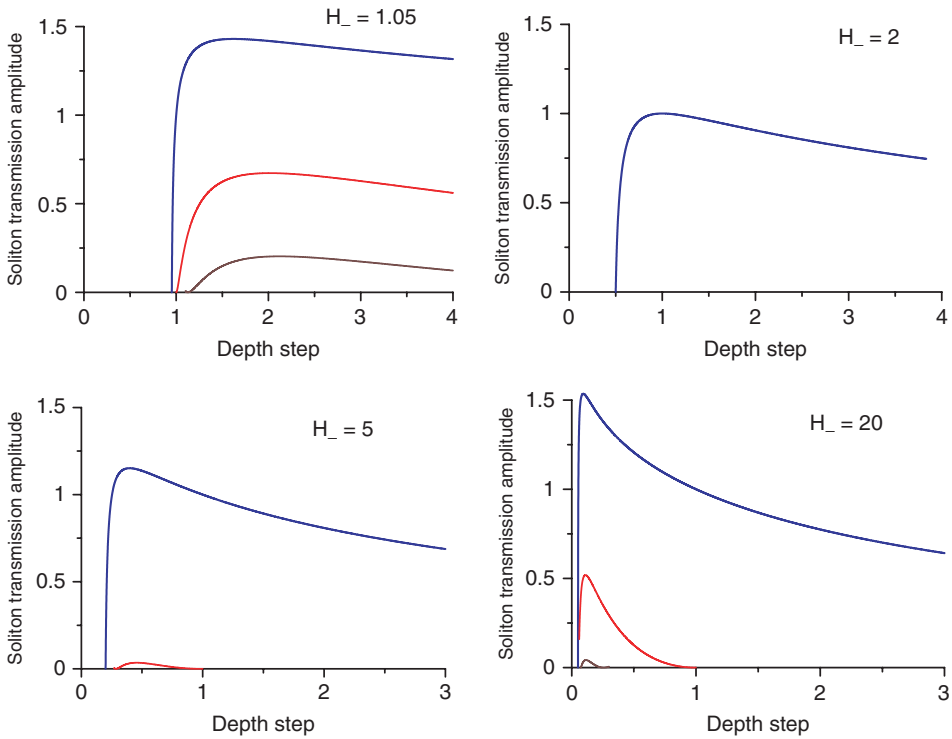 H_ = 1.05
Soliton transmission amplitude
1.5
1
0.5
0
0 1 2 3 4
Depth step
H_ = 2
Soliton transmission amplitude
1.5
1
0.5
0
0 1 2 3 4
Depth step
H_ = 5
Soliton transmission amplitude
1.5
1
0.5
0
0 1 2 3
Depth step
H_ = 20
Soliton transmission amplitude
1.5
1
0.5
0
0 1 2 3
Depth step